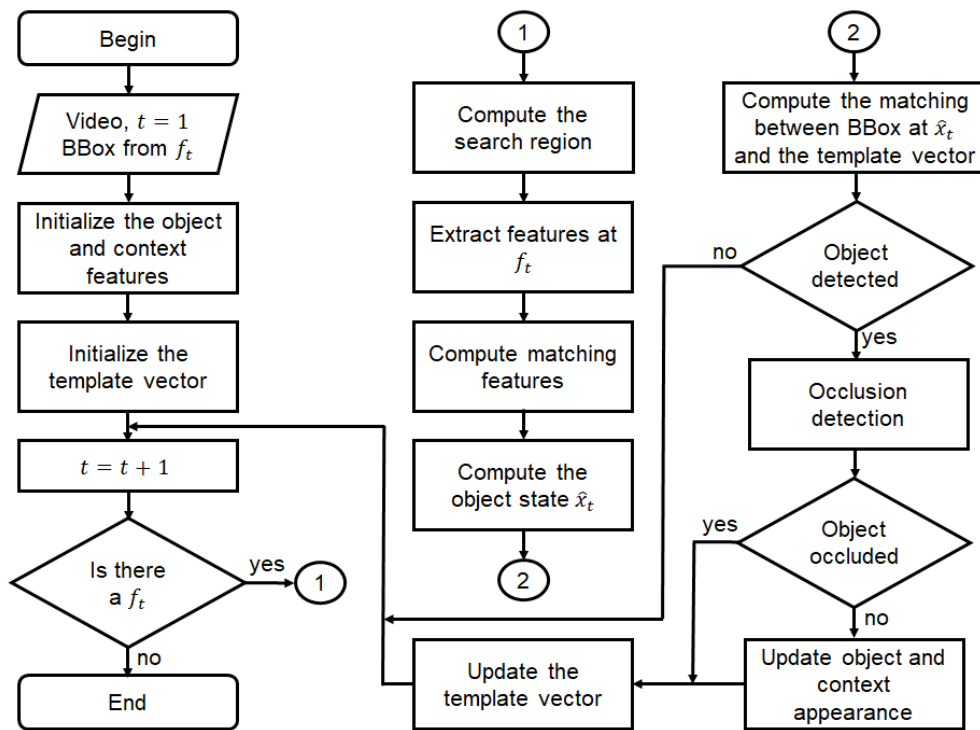 Begin
Video, t = 1
BBox from f_t
Initialize the object
and context
features
Initialize the
template vector
t = t + 1
Is there
a f_t
yes
1
no
End
1
Compute the
search region
Extract features at
f_t
Compute matching
features
Compute the
object state x̂_t
2
Update the
template vector
2
Compute the matching
between BBox at x̂_t
and the template vector
Object
detected
no
yes
Occlusion
detection
Object
occluded
yes
no
Update object and
context
appearance